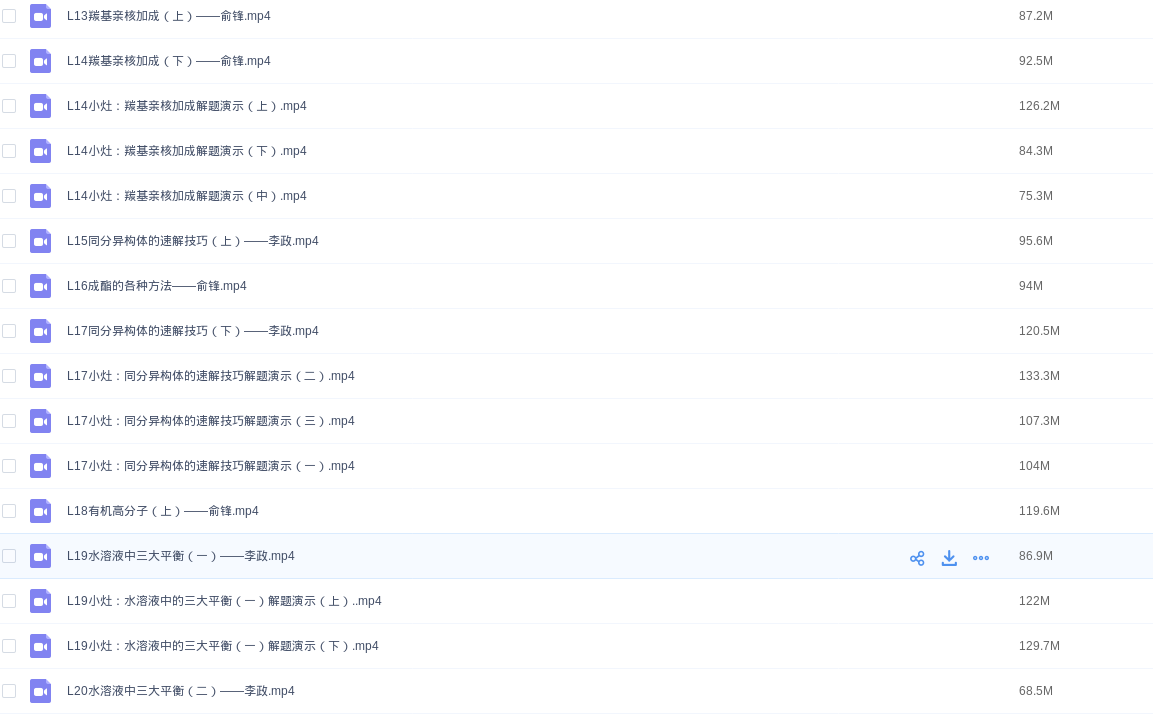 L13羰基亲核加成（上）——俞锋.mp4 87.2M
L14羰基亲核加成（下）——俞锋.mp4 92.5M
L14小灶：羰基亲核加成解题演示（上）.mp4 126.2M
L14小灶：羰基亲核加成解题演示（下）.mp4 84.3M
L14小灶：羰基亲核加成解题演示（中）.mp4 75.3M
L15同分异构体的速解技巧（上）——李政.mp4 95.6M
L16成酯的各种方法——俞锋.mp4 94M
L17同分异构体的速解技巧（下）——李政.mp4 120.5M
L17小灶：同分异构体的速解技巧解题演示（二）.mp4 133.3M
L17小灶：同分异构体的速解技巧解题演示（三）.mp4 107.3M
L17小灶：同分异构体的速解技巧解题演示（一）.mp4 104M
L18有机高分子（上）——俞锋.mp4 119.6M
L19水溶液中三大平衡（一）——李政.mp4 86.9M
L19小灶：水溶液中的三大平衡（一）解题演示（上）..mp4 122M
L19小灶：水溶液中的三大平衡（一）解题演示（下）.mp4 129.7M
L20水溶液中三大平衡（二）——李政.mp4 68.5M